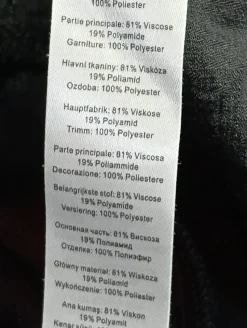 100% Poliester
Partie principale: 81% Viscose
19% Polyamide
Garniture: 100% Polyester
Hlavní tkaniny: 81% Viskóza
19% Poliamid
Ozdoba: 100% Polyester
Hauptfabrik: 81% Viskose
19% Polyamid
Trimm: 100% Polyester
Parte principale: 81% Viscosa
19% Poliammide
Decorazione: 100% Poliestere
Belangrijkste stof: 81% Viscose
19% Polyamide
Versiering: 100% Polyester
Основная часть: 81% Вискоза
19% Полиамид
Отделка: 100% Полиэфир
Główny materiał: 81% Wiskoza
19% Poliamid
Wykończenie: 100% Poliester
Ana kumaş: 81% Viskon
19% Polyamid